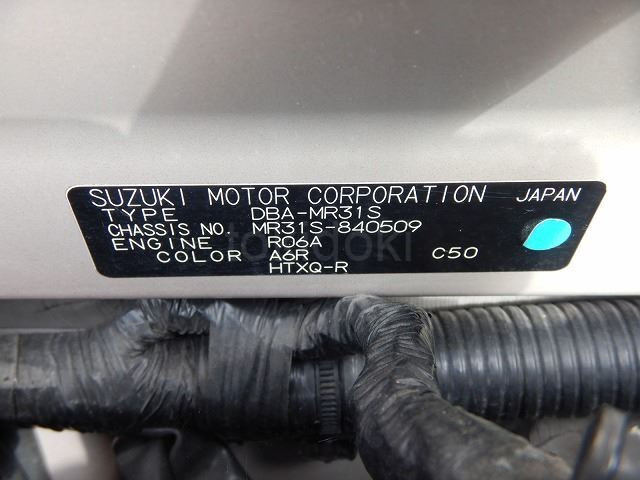 SUZUKI MOTOR CORPORATION JAPAN
TYPE DBA-MR31S
CHASSIS NO. MR31S-840509
ENGINE R06A
COLOR A6R C50
HTXQ-R